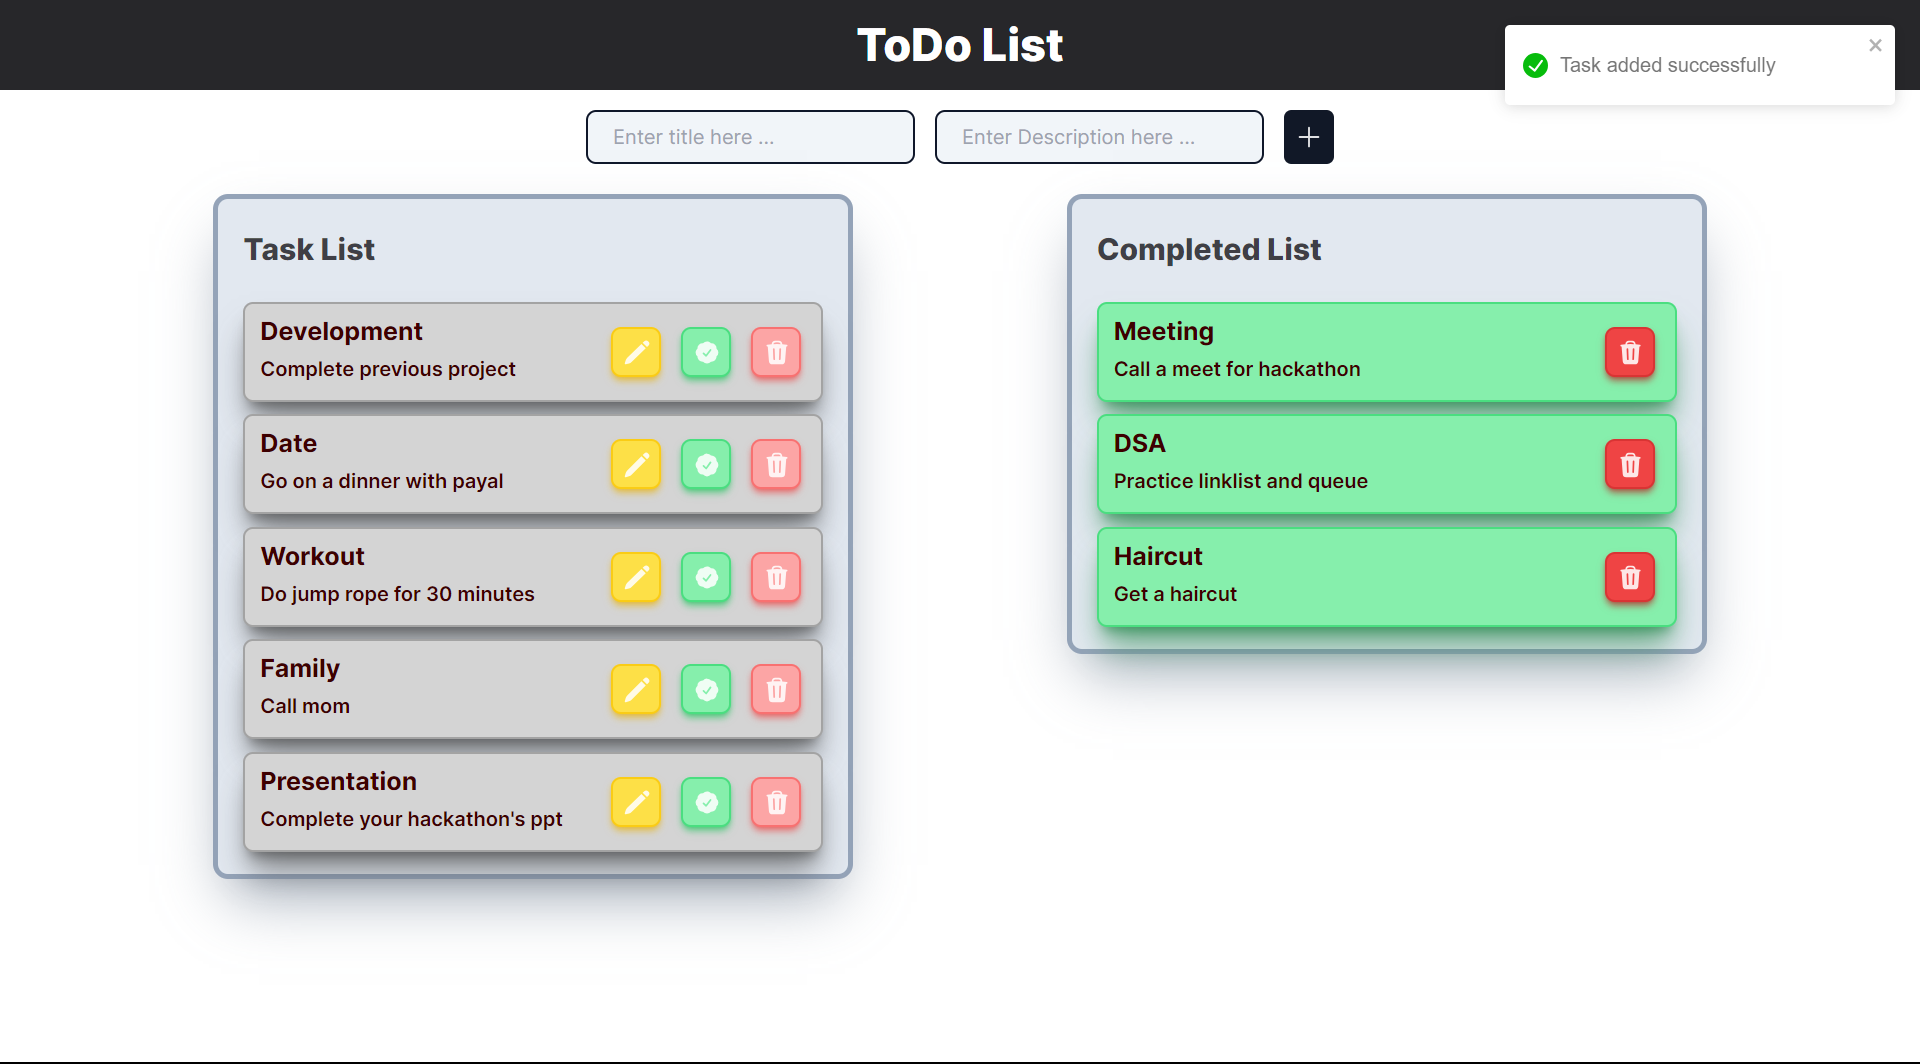 ToDo List
Task added successfully
Enter title here ...
Enter Description here ...
Task List
Development
Complete previous project
Date
Go on a dinner with payal
Workout
Do jump rope for 30 minutes
Family
Call mom
Presentation
Complete your hackathon's ppt
Completed List
Meeting
Call a meet for hackathon
DSA
Practice linklist and queue
Haircut
Get a haircut